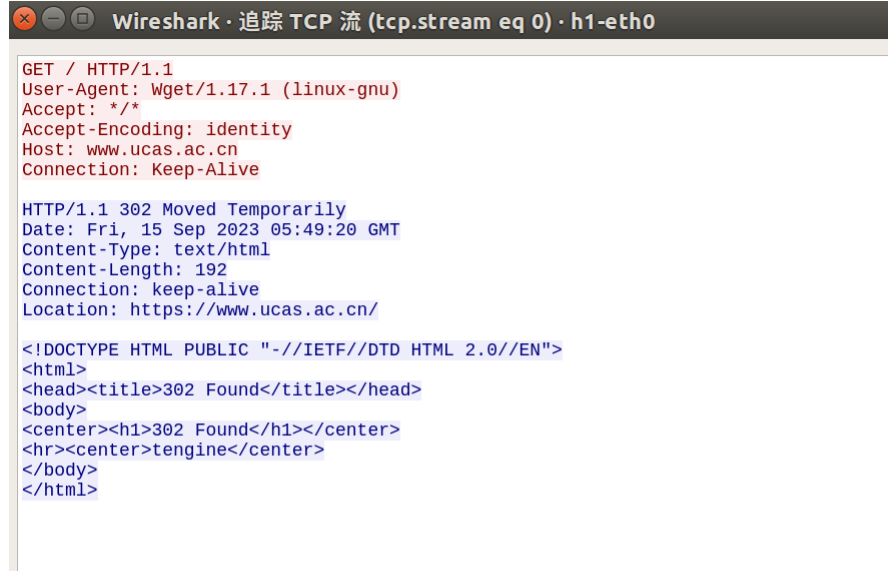 Wireshark · 追踪 TCP 流 (tcp.stream eq 0) · h1-eth0
GET / HTTP/1.1
User-Agent: Wget/1.17.1 (linux-gnu)
Accept: */*
Accept-Encoding: identity
Host: www.ucas.ac.cn
Connection: Keep-Alive

HTTP/1.1 302 Moved Temporarily
Date: Fri, 15 Sep 2023 05:49:20 GMT
Content-Type: text/html
Content-Length: 192
Connection: keep-alive
Location: https://www.ucas.ac.cn/

<!DOCTYPE HTML PUBLIC "-//IETF//DTD HTML 2.0//EN">
<html>
<head><title>302 Found</title></head>
<body>
<center><h1>302 Found</h1></center>
<hr><center>tengine</center>
</body>
</html>